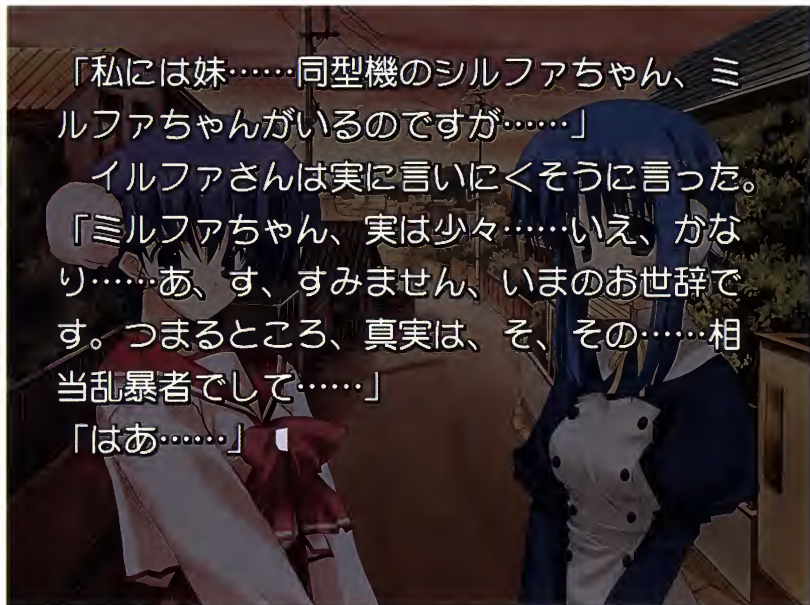 「私には妹……同型機のシルファちゃん、ミ
ルファちゃんがいるのですが……」
　イルファさんは実に言いにくそうに言った。
「ミルファちゃん、実は少々……いえ、かな
り……あ、す、すみません、いまのお世辞で
す。つまるところ、真実は、そ、その……相
当乱暴者でして……」
「はあ……」